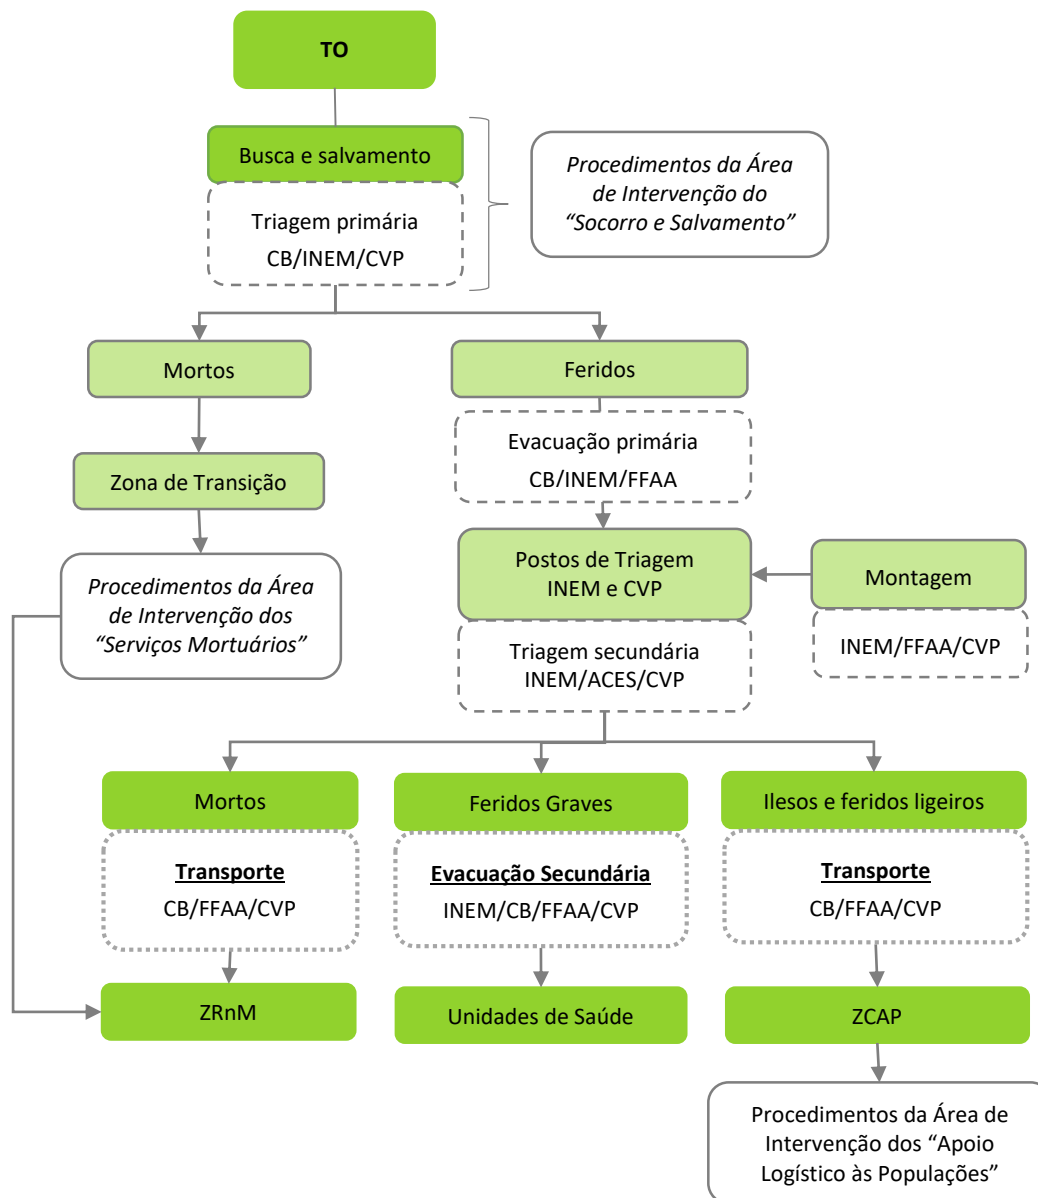 TO
Busca e salvamento
Triagem primária
CB/INEM/CVP
Procedimentos da Área
de Intervenção do
“Socorro e Salvamento”
Mortos
Feridos
Evacuação primária
CB/INEM/FFAA
Zona de Transição
Postos de Triagem
INEM e CVP
Montagem
Procedimentos da Área
de Intervenção dos
“Serviços Mortuários”
Triagem secundária
INEM/ACES/CVP
INEM/FFAA/CVP
Mortos
Feridos Graves
Ilesos e feridos ligeiros
Transporte
CB/FFAA/CVP
Evacuação Secundária
INEM/CB/FFAA/CVP
Transporte
CB/FFAA/CVP
ZRnM
Unidades de Saúde
ZCAP
Procedimentos da Área de
Intervenção dos “Apoio
Logístico às Populações”